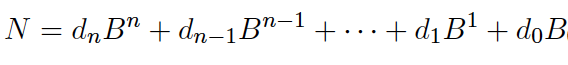 N = dₙBⁿ + dₙ₋₁Bⁿ⁻¹ + ··· + d₁B¹ + d₀B